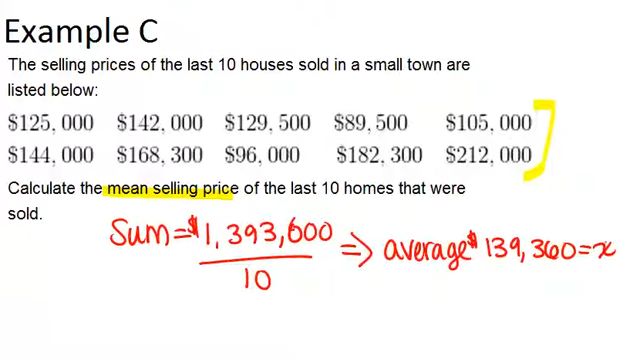 Example C
The selling prices of the last 10 houses sold in a small town are
listed below:
$125,000 $142,000 $129,500 $89,500 $105,000
$144,000 $168,300 $96,000 $182,300 $212,000
Calculate the mean selling price of the last 10 homes that were
sold.
Sum=$1,393,600 => average $139,360=x
10